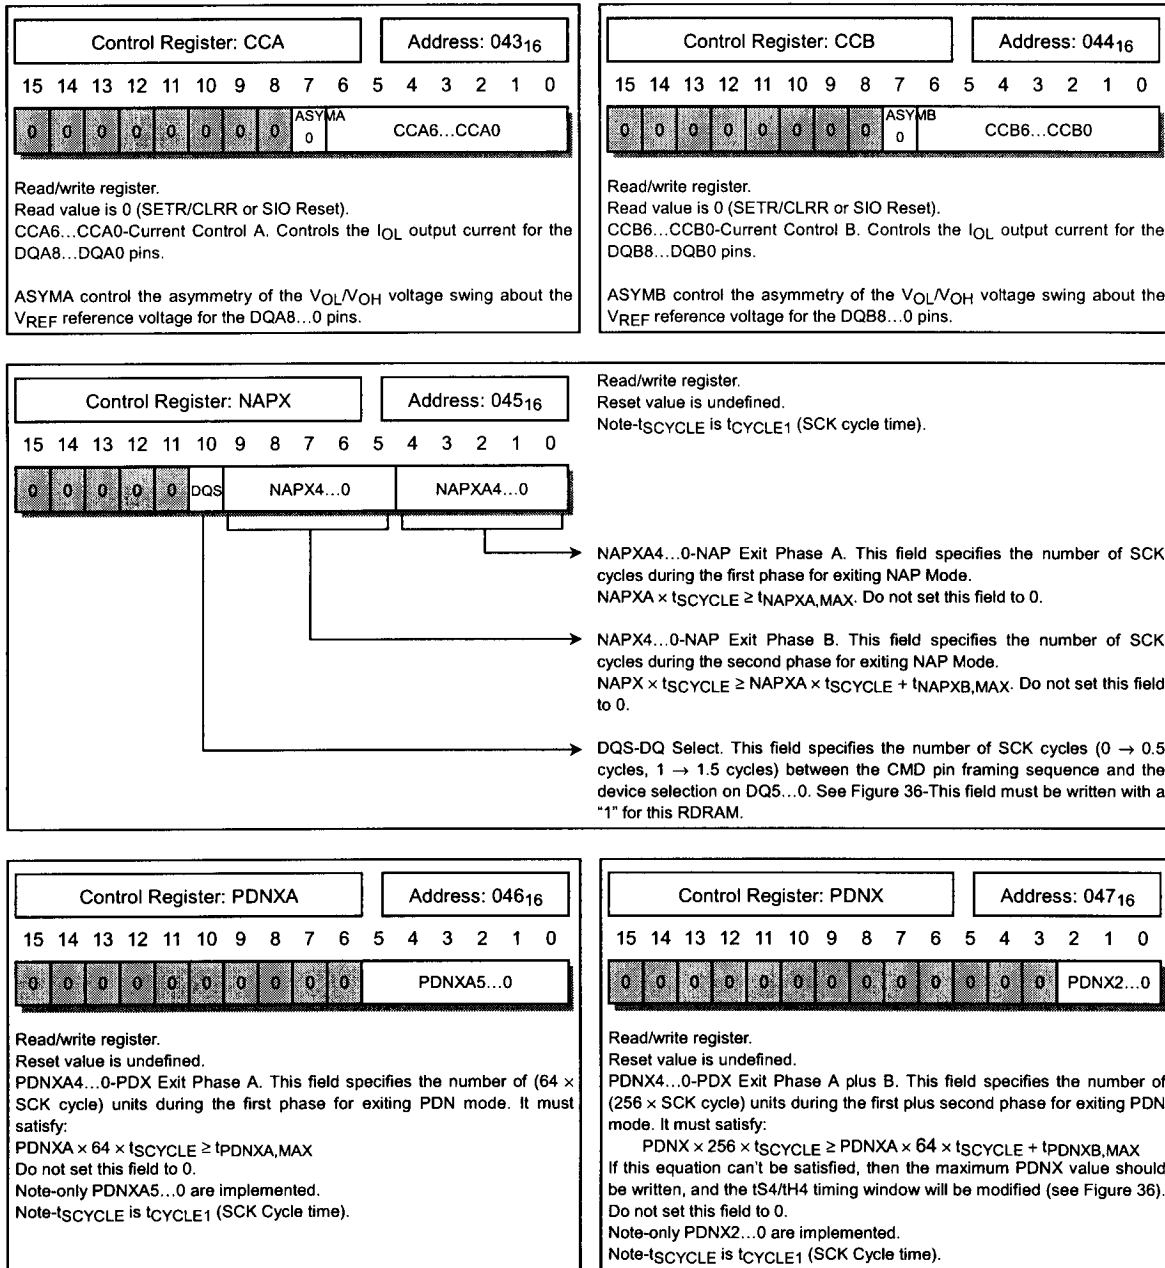 Control Register: CCA Address: 043₁₆
15 14 13 12 11 10 9 8 7 6 5 4 3 2 1 0
0 0 0 0 0 0 0 0 ASYMA 0 CCA6...CCA0
Read/write register.
Read value is 0 (SETR/CLRR or SIO Reset).
CCA6...CCA0-Current Control A. Controls the IOL output current for the
DQA8...DQA0 pins.
ASYMA control the asymmetry of the VOL/VOH voltage swing about the
VREF reference voltage for the DQA8...0 pins.
Control Register: CCB Address: 044₁₆
15 14 13 12 11 10 9 8 7 6 5 4 3 2 1 0
0 0 0 0 0 0 0 0 ASYMB 0 CCB6...CCB0
Read/write register.
Read value is 0 (SETR/CLRR or SIO Reset).
CCB6...CCB0-Current Control B. Controls the IOL output current for the
DQB8...DQB0 pins.
ASYMB control the asymmetry of the VOL/VOH voltage swing about the
VREF reference voltage for the DQB8...0 pins.
Control Register: NAPX Address: 045₁₆
15 14 13 12 11 10 9 8 7 6 5 4 3 2 1 0
0 0 0 0 0 DQS NAPX4...0 NAPXA4...0
Read/write register.
Reset value is undefined.
Note-tSCYCLE is tCYCLE1 (SCK cycle time).
NAPXA4...0-NAP Exit Phase A. This field specifies the number of SCK
cycles during the first phase for exiting NAP Mode.
NAPXA × tSCYCLE ≥ tNAPXA,MAX. Do not set this field to 0.
NAPX4...0-NAP Exit Phase B. This field specifies the number of SCK
cycles during the second phase for exiting NAP Mode.
NAPX × tSCYCLE ≥ NAPXA × tSCYCLE + tNAPXB,MAX. Do not set this field
to 0.
DQS-DQ Select. This field specifies the number of SCK cycles (0 → 0.5
cycles, 1 → 1.5 cycles) between the CMD pin framing sequence and the
device selection on DQ5...0. See Figure 36-This field must be written with a
"1" for this RDRAM.
Control Register: PDNXA Address: 046₁₆
15 14 13 12 11 10 9 8 7 6 5 4 3 2 1 0
0 0 0 0 0 0 0 0 0 0 PDNXA5...0
Read/write register.
Reset value is undefined.
PDNXA4...0-PDX Exit Phase A. This field specifies the number of (64 ×
SCK cycle) units during the first phase for exiting PDN mode. It must
satisfy:
PDNXA × 64 × tSCYCLE ≥ tPDNXA,MAX
Do not set this field to 0.
Note-only PDNXA5...0 are implemented.
Note-tSCYCLE is tCYCLE1 (SCK Cycle time).
Control Register: PDNX Address: 047₁₆
15 14 13 12 11 10 9 8 7 6 5 4 3 2 1 0
0 0 0 0 0 0 0 0 0 0 0 0 0 PDNX2...0
Read/write register.
Reset value is undefined.
PDNX4...0-PDX Exit Phase A plus B. This field specifies the number of
(256 × SCK cycle) units during the first plus second phase for exiting PDN
mode. It must satisfy:
PDNX × 256 × tSCYCLE ≥ PDNXA × 64 × tSCYCLE + tPDNXB,MAX
If this equation can't be satisfied, then the maximum PDNX value should
be written, and the tS4/tH4 timing window will be modified (see Figure 36).
Do not set this field to 0.
Note-only PDNX2...0 are implemented.
Note-tSCYCLE is tCYCLE1 (SCK Cycle time).